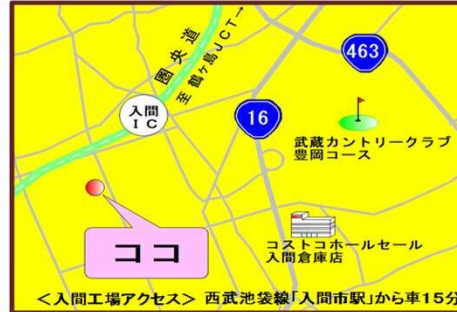 圏央道
至 鶴ヶ島JCT→
463
入間
IC
16
武蔵カントリークラブ
豊岡コース
ココ
コストコホールセール
入間倉庫店
＜入間工場アクセス＞ 西武池袋線「入間市駅」から車15分